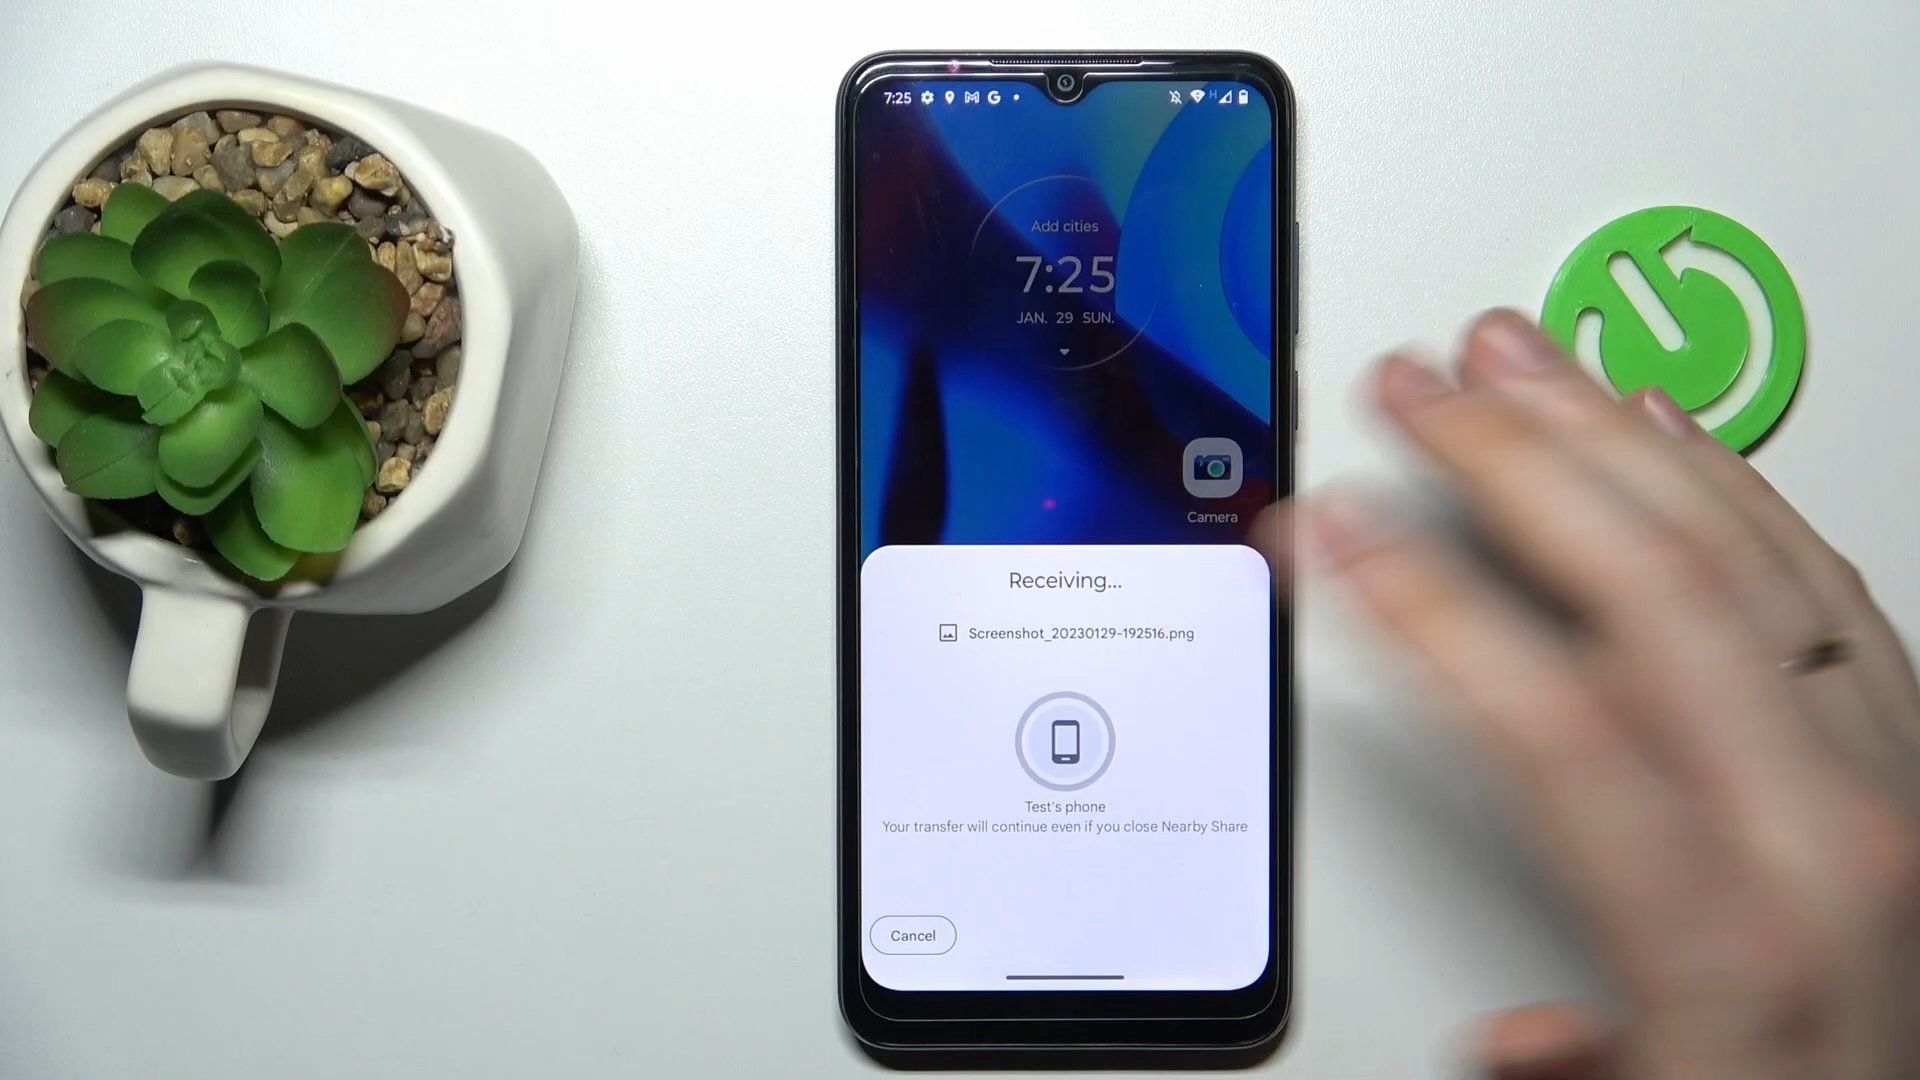 7:25
Add cities
7:25
JAN. 29 SUN.
Camera
Receiving...
Screenshot_20230129-192516.png
Test's phone
Your transfer will continue even if you close Nearby Share
Cancel